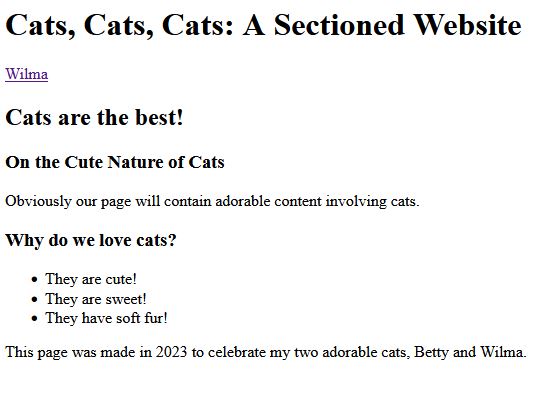 Cats, Cats, Cats: A Sectioned Website
Wilma
Cats are the best!
On the Cute Nature of Cats
Obviously our page will contain adorable content involving cats.
Why do we love cats?
• They are cute!
• They are sweet!
• They have soft fur!
This page was made in 2023 to celebrate my two adorable cats, Betty and Wilma.